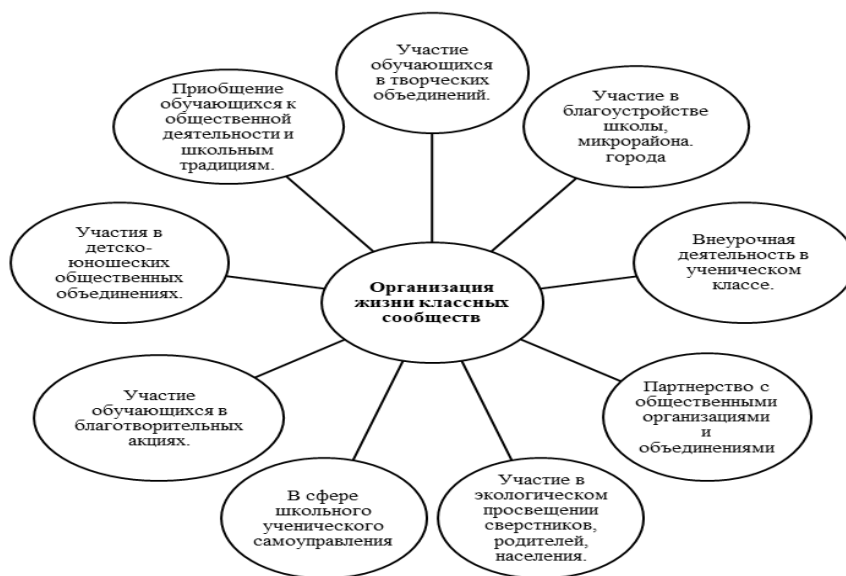 Участие
обучающихся
в творческих
объединений.
Приобщение
обучающихся к
общественной
деятельности и
школьным
традициям.
Участие в
благоустройстве
школы,
микрорайона.
города
Участия в
детско-
юношеских
общественных
объединениях.
Внеурочная
деятельность в
ученическом
классе.
Организация
жизни классных
сообществ
Участие
обучающихся в
благотворительных
акциях.
Партнерство с
общественными
организациями
и
объединениями
В сфере
школьного
ученического
самоуправления
Участие в
экологическом
просвещении
сверстников,
родителей,
населения.